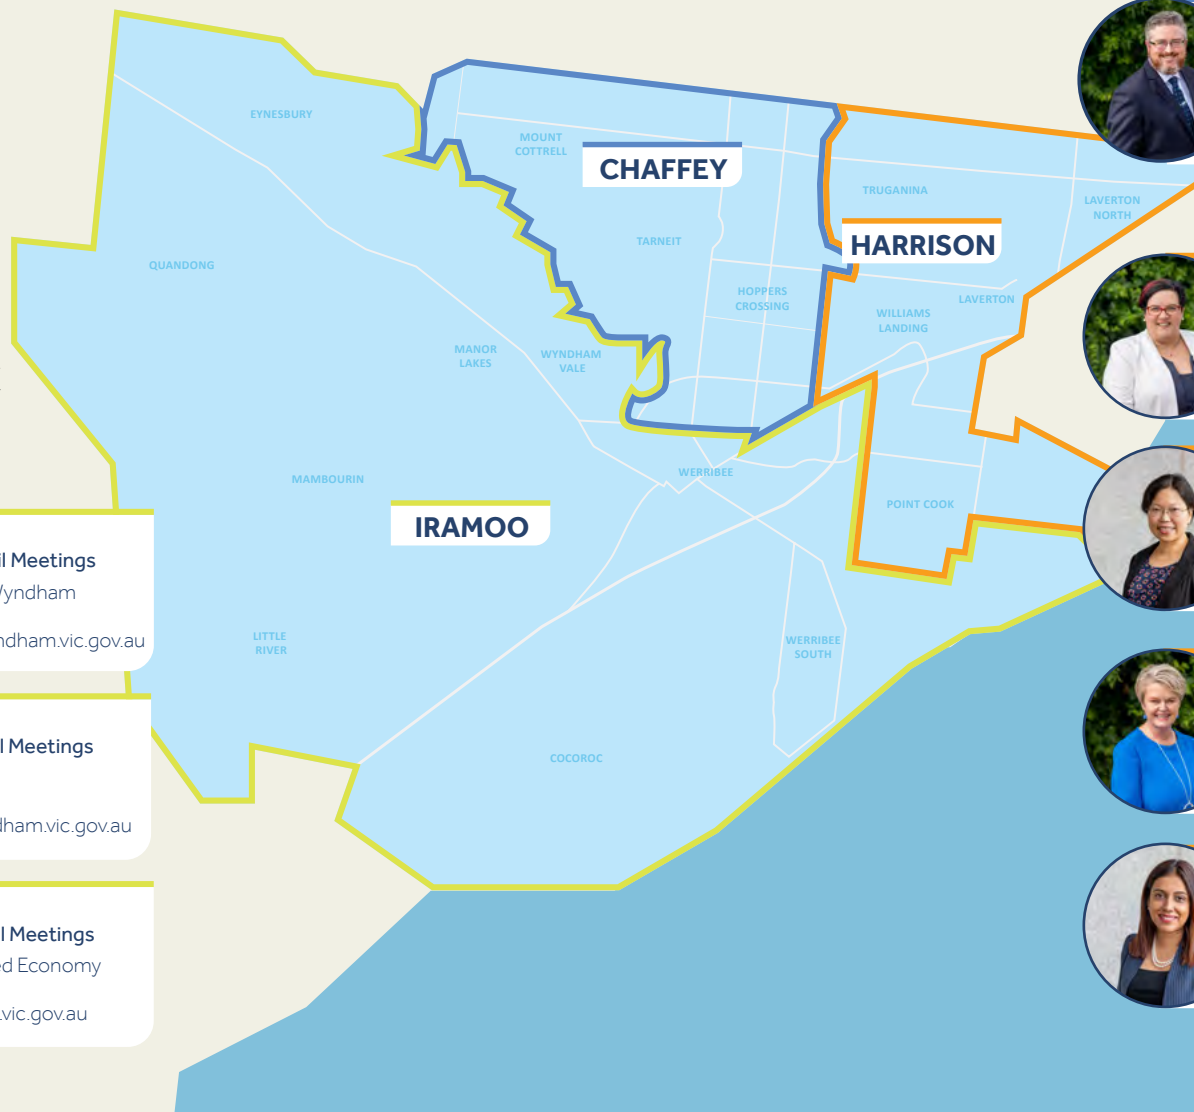 EYNESBURY
MOUNT
COTTRELL
CHAFFEY
TRUGANINA
LAVERTON
NORTH
HARRISON
TARNEIT
QUANDONG
HOPPERS
CROSSING
LAVERTON
WILLIAMS
LANDING
MANOR
LAKES
WYNDHAM
VALE
WERRIBEE
MAMBOURIN
POINT COOK
IRAMOO
LITTLE
RIVER
WERRIBEE
SOUTH
COCOROC
l Meetings
Wyndham
ndham.vic.gov.au
l Meetings
dham.vic.gov.au
l Meetings
ed Economy
.vic.gov.au